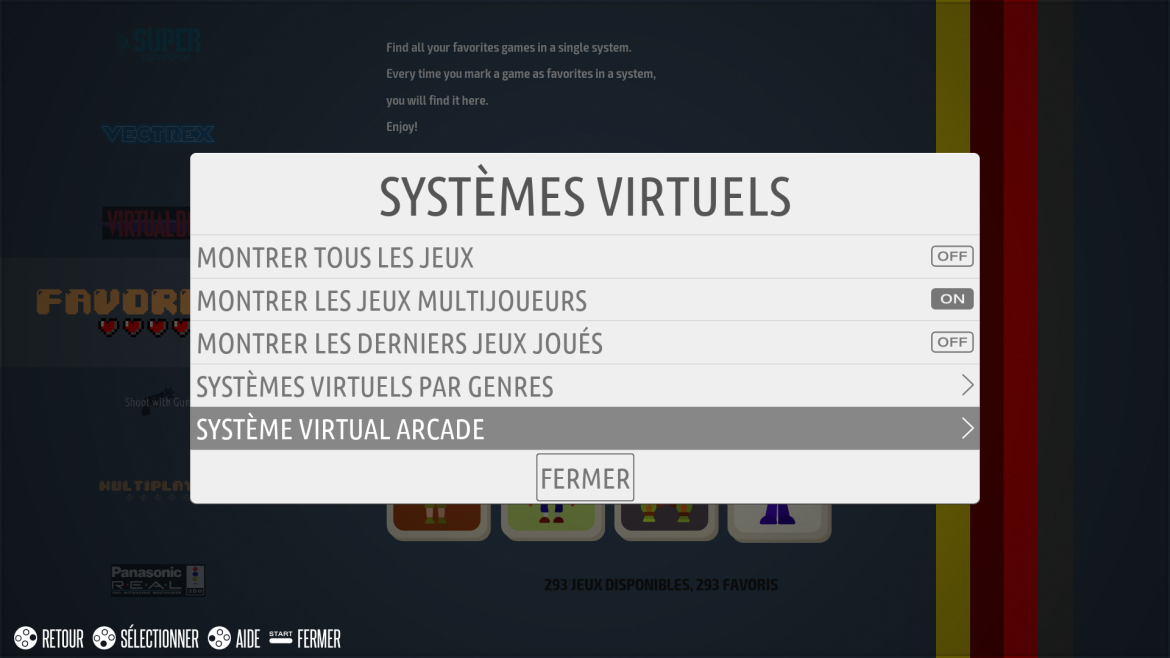 SUPER
Find all your favorites games in a single system.
Every time you mark a game as favorites in a system,
you will find it here.
Enjoy!
VECTREX
SYSTÈMES VIRTUELS
MONTRER TOUS LES JEUX OFF
MONTRER LES JEUX MULTIJOUEURS ON
MONTRER LES DERNIERS JEUX JOUÉS OFF
SYSTÈMES VIRTUELS PAR GENRES
SYSTÈME VIRTUAL ARCADE
FERMER
Shoot with Gun
Panasonic
R·E·A·L
293 JEUX DISPONIBLES, 293 FAVORIS
RETOUR SÉLECTIONNER AIDE START FERMER